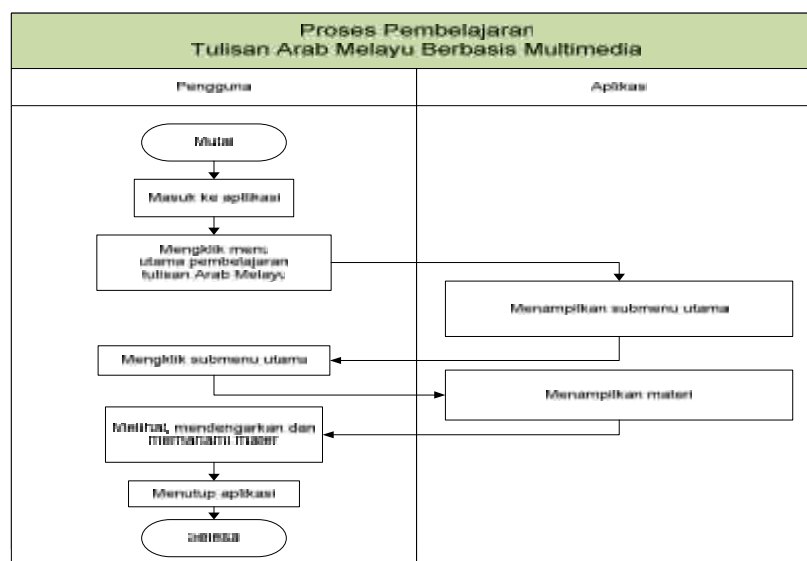 Proses Pembelajaran
Tulisan Arab Melayu Berbasis Multimedia
Pengguna
Aplikasi
Mulai
Masuk ke aplikasi
Mengklik menu
utama pembelajaran
tulisan Arab Melayu
Menampilkan submenu utama
Mengklik submenu utama
Menampilkan materi
Melihat, mendengarkan dan
memahami materi
Menutup aplikasi
Selesai